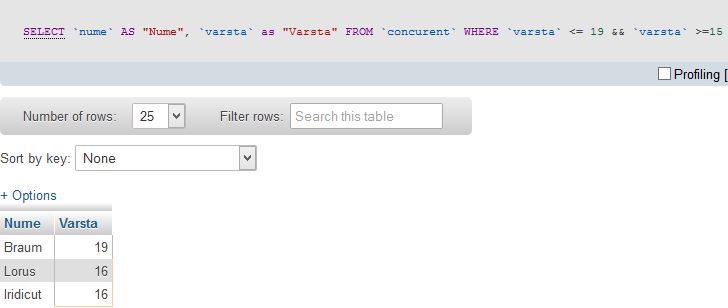 SELECT `nume` AS "Nume", `varsta` as "Varsta" FROM `concurent` WHERE `varsta` <= 19 && `varsta` >=15
Profiling [
Number of rows: 25 Filter rows: Search this table
Sort by key: None
+ Options
Nume Varsta
Braum 19
Lorus 16
Iridicut 16